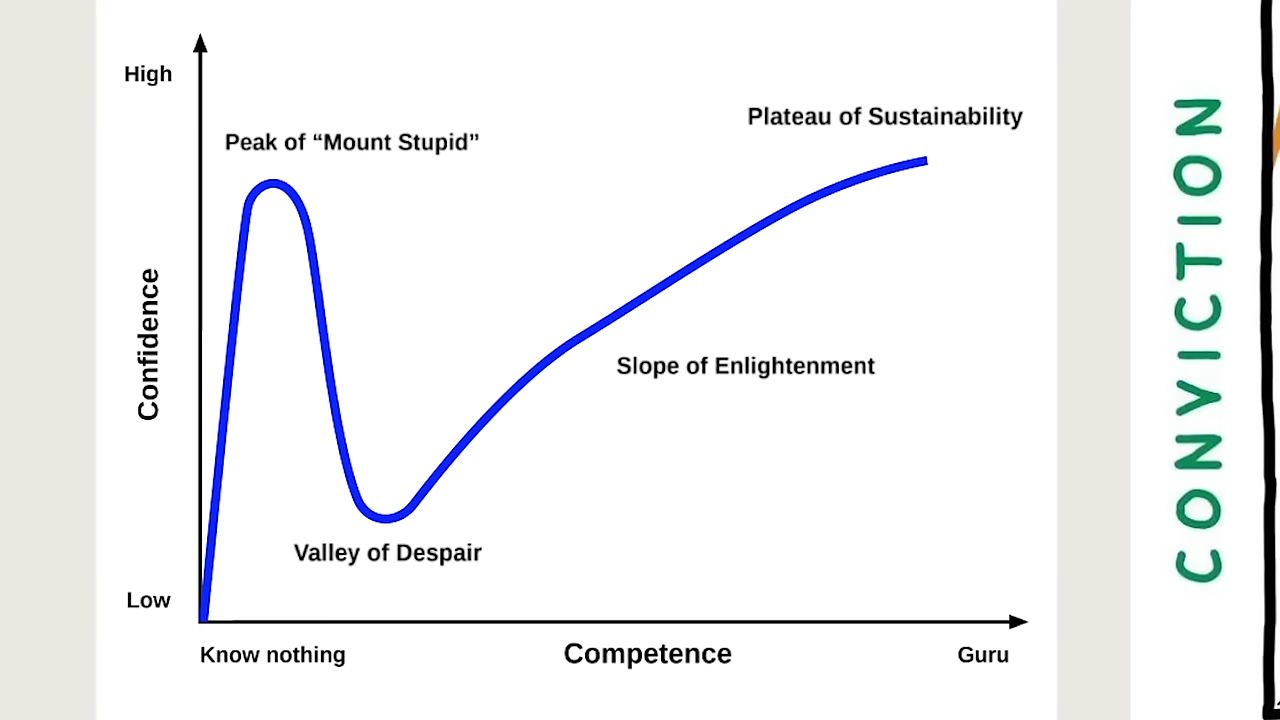 High
Plateau of Sustainability
Peak of “Mount Stupid”
Confidence
Slope of Enlightenment
Valley of Despair
Low
Know nothing
Competence
Guru
CONVICTION